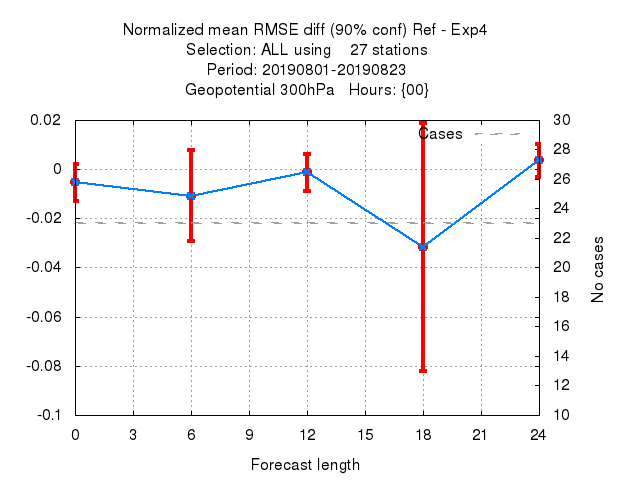 Normalized mean RMSE diff (90% conf) Ref - Exp4
Selection: ALL using    27 stations
Period: 20190801-20190823
Geopotential 300hPa   Hours: {00}
Cases
0.02
0
-0.02
-0.04
-0.06
-0.08
-0.1
30
28
26
24
22
20
18
16
14
12
10
No cases
0 3 6 9 12 15 18 21 24
Forecast length